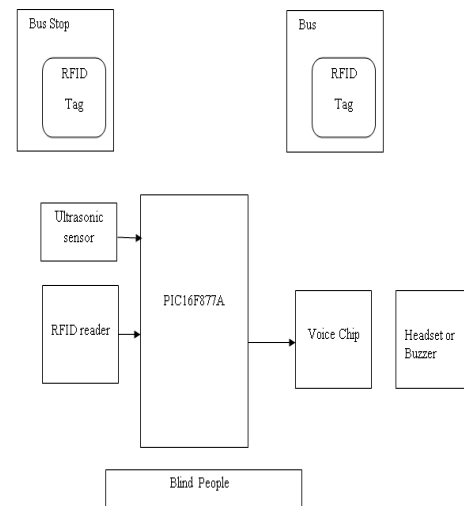 Bus Stop
RFID
Tag
Bus
RFID
Tag
Ultrasonic
sensor
RFID reader
PIC16F877A
Voice Chip
Headset or
Buzzer
Blind People